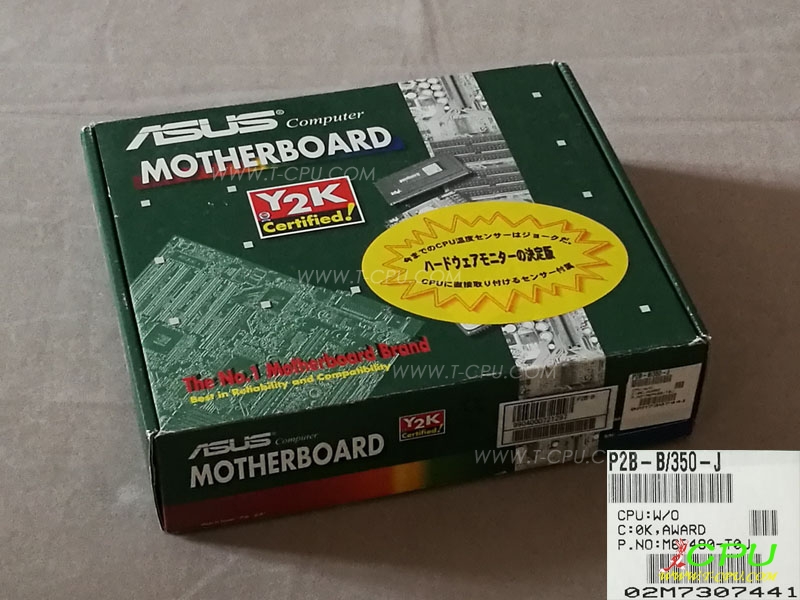 ASUS® Computer
MOTHERBOARD
WWW.T-CPU.COM
Y2K
Certified!
今までのCPU温度センサーはジョークだ。
ハードウェアモニターの決定版
CPUに直接取り付けるセンサー付属
WWW.T-CPU.COM
The No.1 Motherboard Brand
Best in Reliability and Compatibility
WWW.T-CPU.COM
ASUS Computer
MOTHERBOARD
Y2K
Certified!
WWW.T-CPU.COM
P2B-B/350-J
CPU:W/O
C:0K,AWARD
CPU
WWW.T-CPU.COM
02M7307441